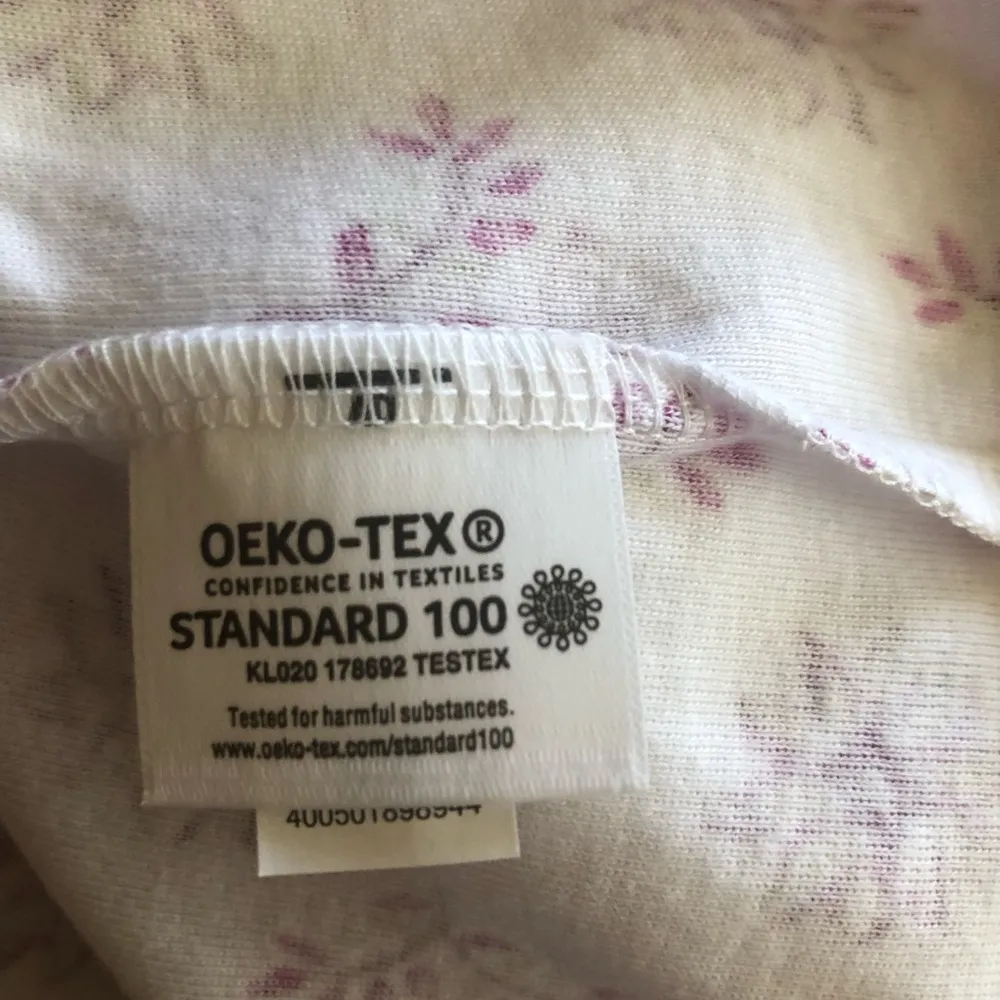 OEKO-TEX®
CONFIDENCE IN TEXTILES
STANDARD 100
KL020 178692 TESTEX
Tested for harmful substances.
www.oeko-tex.com/standard100